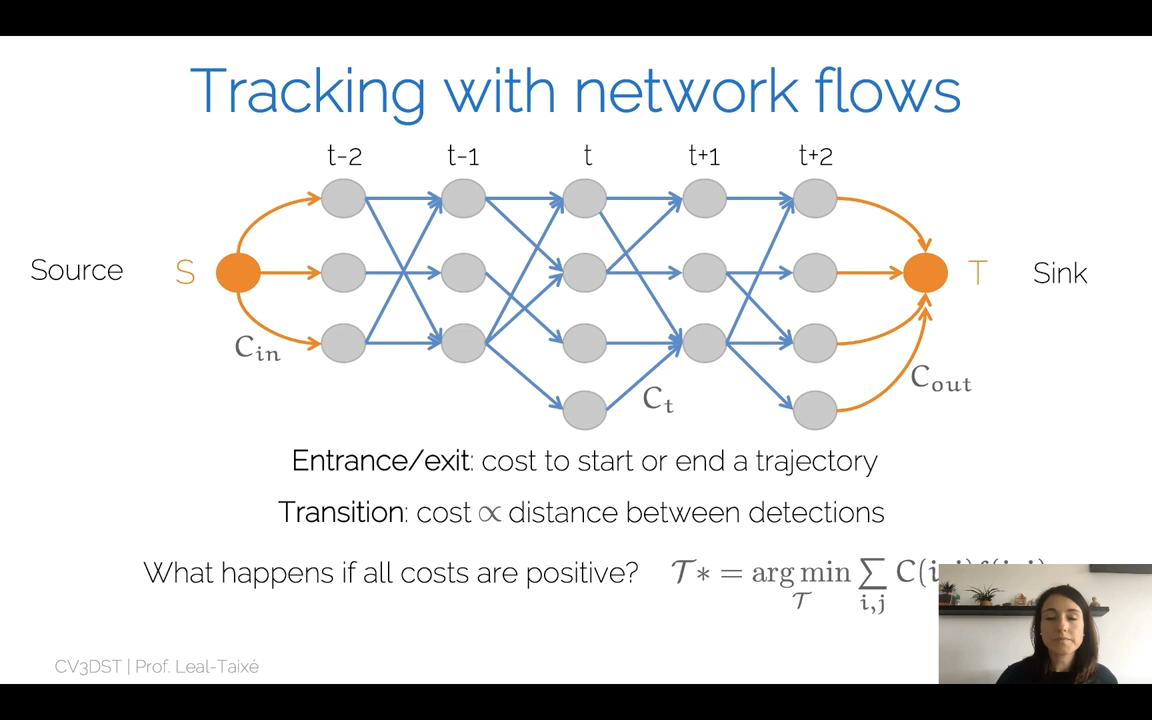 Tracking with network flows
t-2 t-1 t t+1 t+2
Source S T Sink
C_in
C_t
C_out
Entrance/exit: cost to start or end a trajectory
Transition: cost ∝ distance between detections
What happens if all costs are positive? 𝒯* = arg min_𝒯 ∑_i,j C(i
CV3DST | Prof. Leal-Taixé